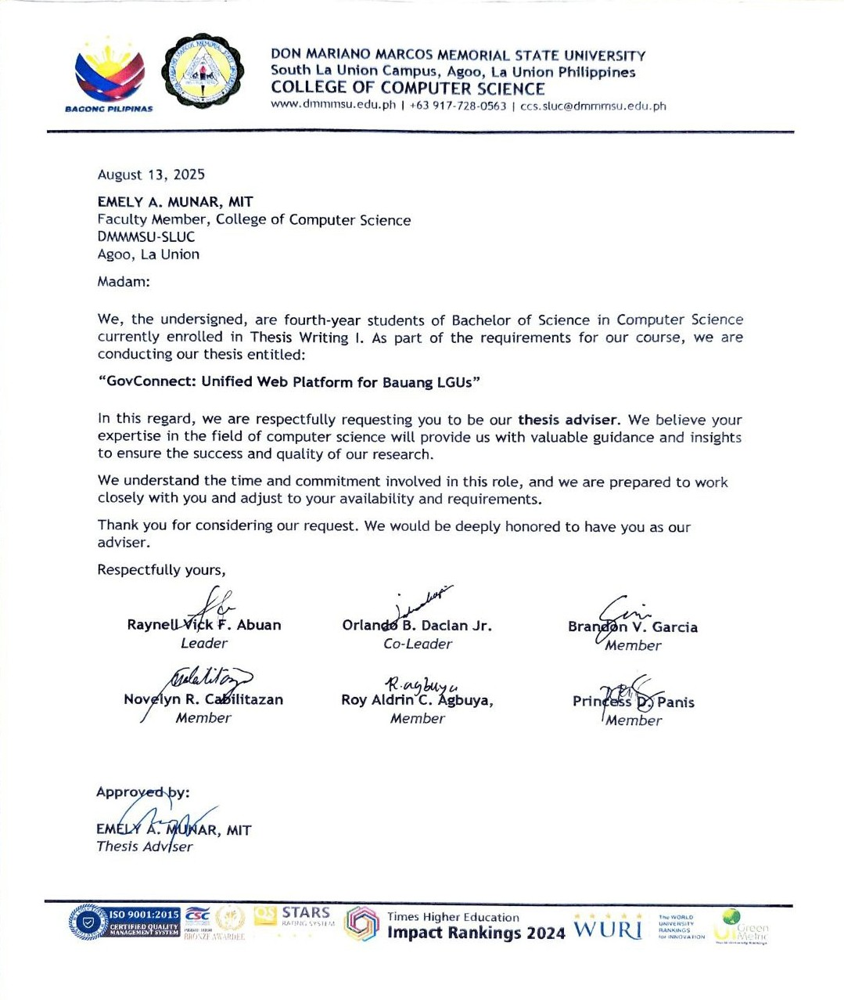 BAGONG PILIPINAS
DON MARIANO MARCOS MEMORIAL STATE UNIVERSITY
South La Union Campus, Agoo, La Union Philippines
COLLEGE OF COMPUTER SCIENCE
www.dmmmsu.edu.ph | +63 917-728-0563 | ccs.sluc@dmmmsu.edu.ph
August 13, 2025
EMELY A. MUNAR, MIT
Faculty Member, College of Computer Science
DMMMSU-SLUC
Agoo, La Union
Madam:
We, the undersigned, are fourth-year students of Bachelor of Science in Computer Science
currently enrolled in Thesis Writing I. As part of the requirements for our course, we are
conducting our thesis entitled:
“GovConnect: Unified Web Platform for Bauang LGUs”
In this regard, we are respectfully requesting you to be our thesis adviser. We believe your
expertise in the field of computer science will provide us with valuable guidance and insights
to ensure the success and quality of our research.
We understand the time and commitment involved in this role, and we are prepared to work
closely with you and adjust to your availability and requirements.
Thank you for considering our request. We would be deeply honored to have you as our
adviser.
Respectfully yours,
Raynell Vick F. Abuan
Leader
Orlando B. Daclan Jr.
Co-Leader
Brandon V. Garcia
Member
Novelyn R. Cabilitazan
Member
R. agbuya
Roy Aldrin C. Agbuya,
Member
Princess D. Panis
Member
Approved by:
EMELY A. MUNAR, MIT
Thesis Adviser
ISO 9001:2015
CERTIFIED QUALITY
MANAGEMENT SYSTEM
CSC
BRONZE AWARDEE
QS
STARS
RATING SYSTEM
Times Higher Education
Impact Rankings 2024
WURI
The WORLD
UNIVERSITY
RANKINGS
for INNOVATION
UI
Green
Metric